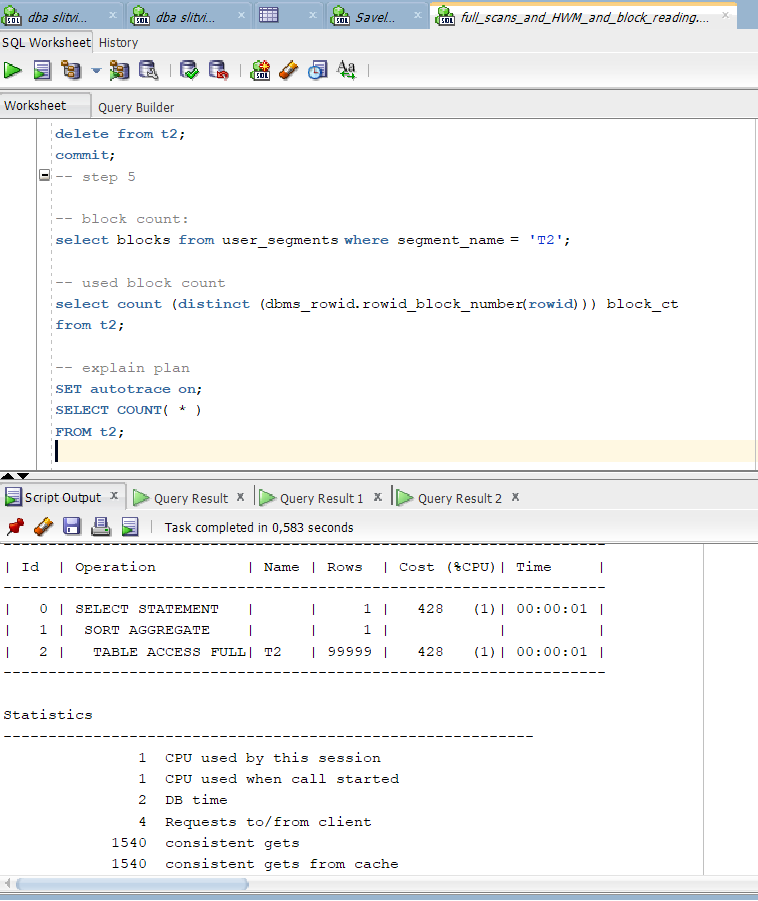 dba slitvi... dba slitvi... Savel... full_scans_and_HWM_and_block_reading....
SQL Worksheet History
Worksheet Query Builder
delete from t2;
commit;
-- step 5
-- block count:
select blocks from user_segments where segment_name = 'T2';
-- used block count
select count (distinct (dbms_rowid.rowid_block_number(rowid))) block_ct
from t2;
-- explain plan
SET autotrace on;
SELECT COUNT( * )
FROM t2;
Script Output Query Result Query Result 1 Query Result 2
Task completed in 0,583 seconds
---------------------------------------------------------------------
| Id | Operation | Name | Rows | Cost (%CPU)| Time |
---------------------------------------------------------------------
| 0 | SELECT STATEMENT | | 1 | 428 (1)| 00:00:01 |
| 1 | SORT AGGREGATE | | 1 | | |
| 2 | TABLE ACCESS FULL| T2 | 99999 | 428 (1)| 00:00:01 |
---------------------------------------------------------------------
Statistics
-----------------------------------------------------------
1 CPU used by this session
1 CPU used when call started
2 DB time
4 Requests to/from client
1540 consistent gets
1540 consistent gets from cache